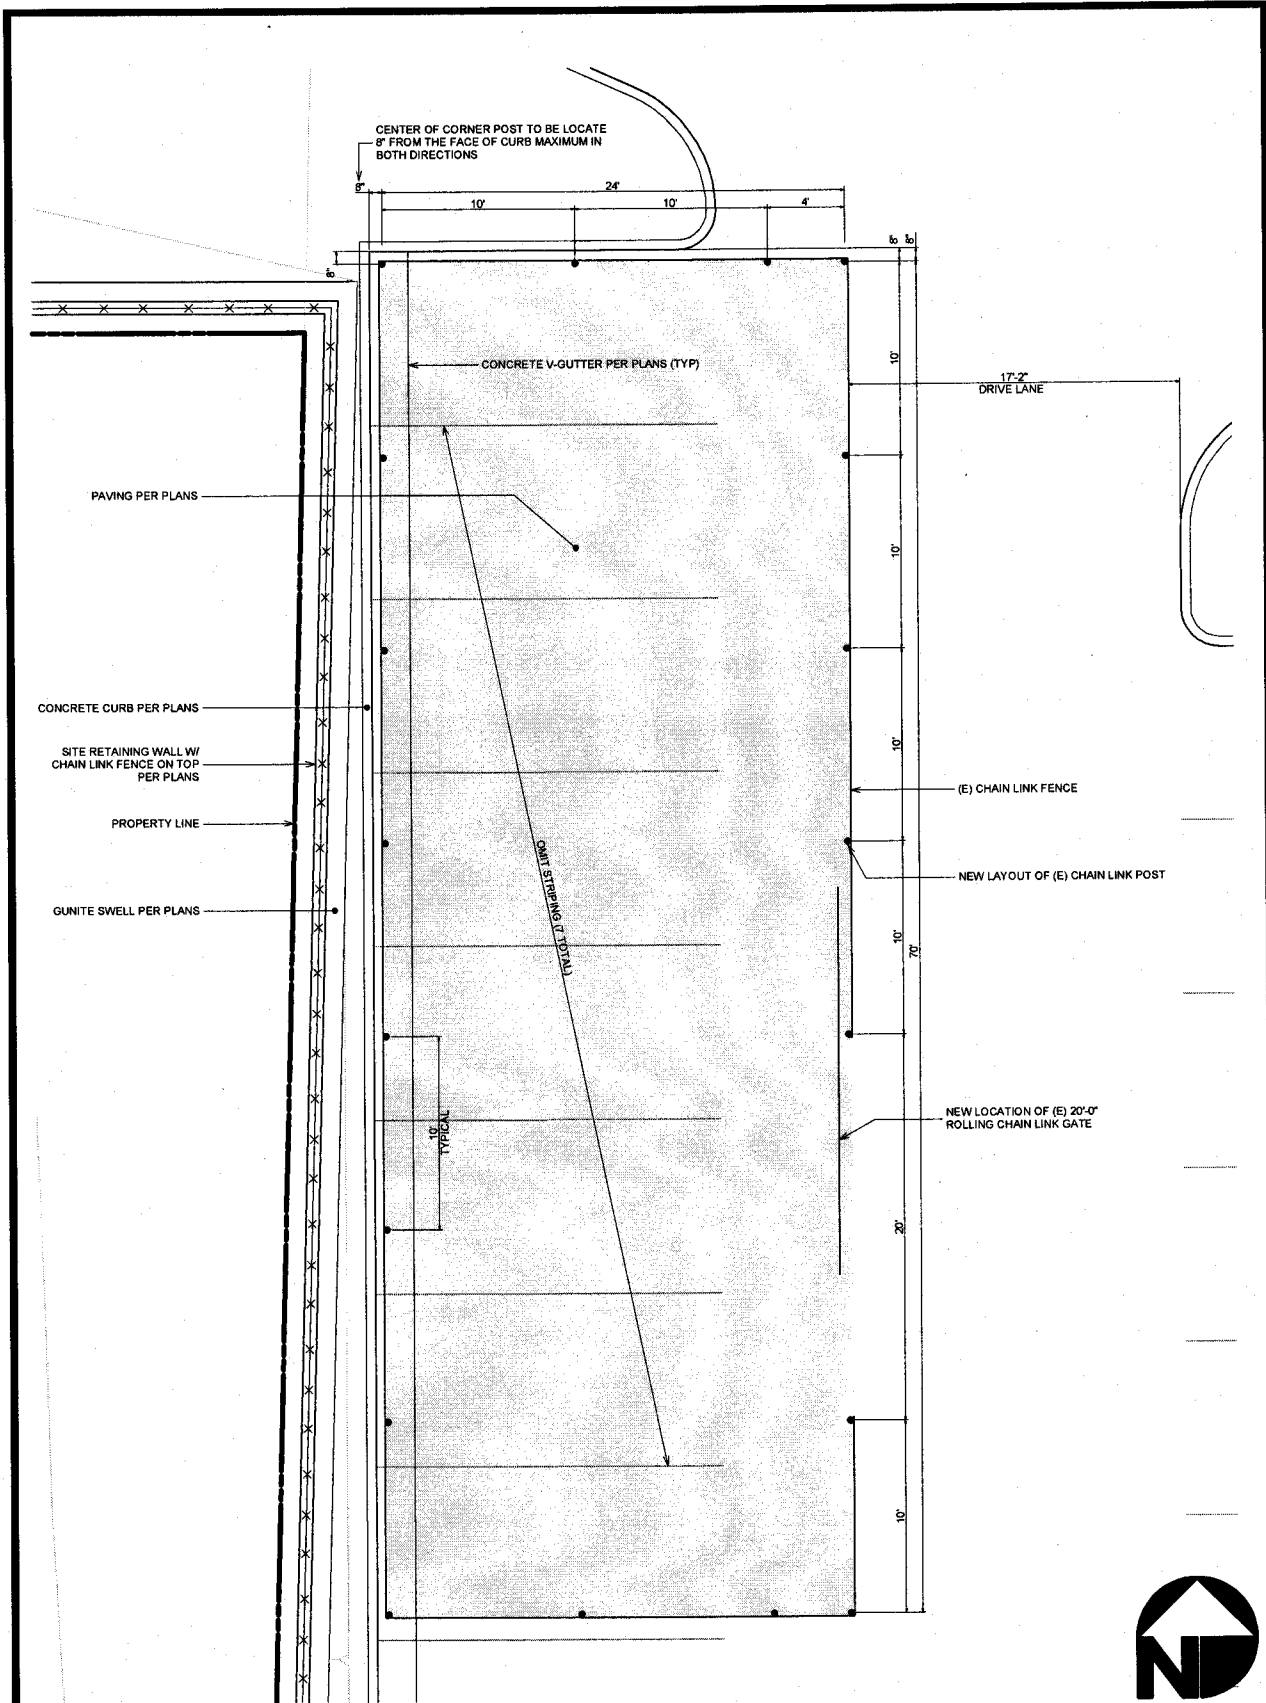 CENTER OF CORNER POST TO BE LOCATE
8" FROM THE FACE OF CURB MAXIMUM IN
BOTH DIRECTIONS
8"
24'
10'
10'
4'
8"
8"
8"
CONCRETE V-GUTTER PER PLANS (TYP)
10'
17'-2"
DRIVE LANE
PAVING PER PLANS
10'
CONCRETE CURB PER PLANS
SITE RETAINING WALL W/
CHAIN LINK FENCE ON TOP
PER PLANS
10'
(E) CHAIN LINK FENCE
PROPERTY LINE
OMIT STRIPING (7 TOTAL)
NEW LAYOUT OF (E) CHAIN LINK POST
GUNITE SWELL PER PLANS
10'
70'
10'
TYPICAL
NEW LOCATION OF (E) 20'-0"
ROLLING CHAIN LINK GATE
20'
10'
N